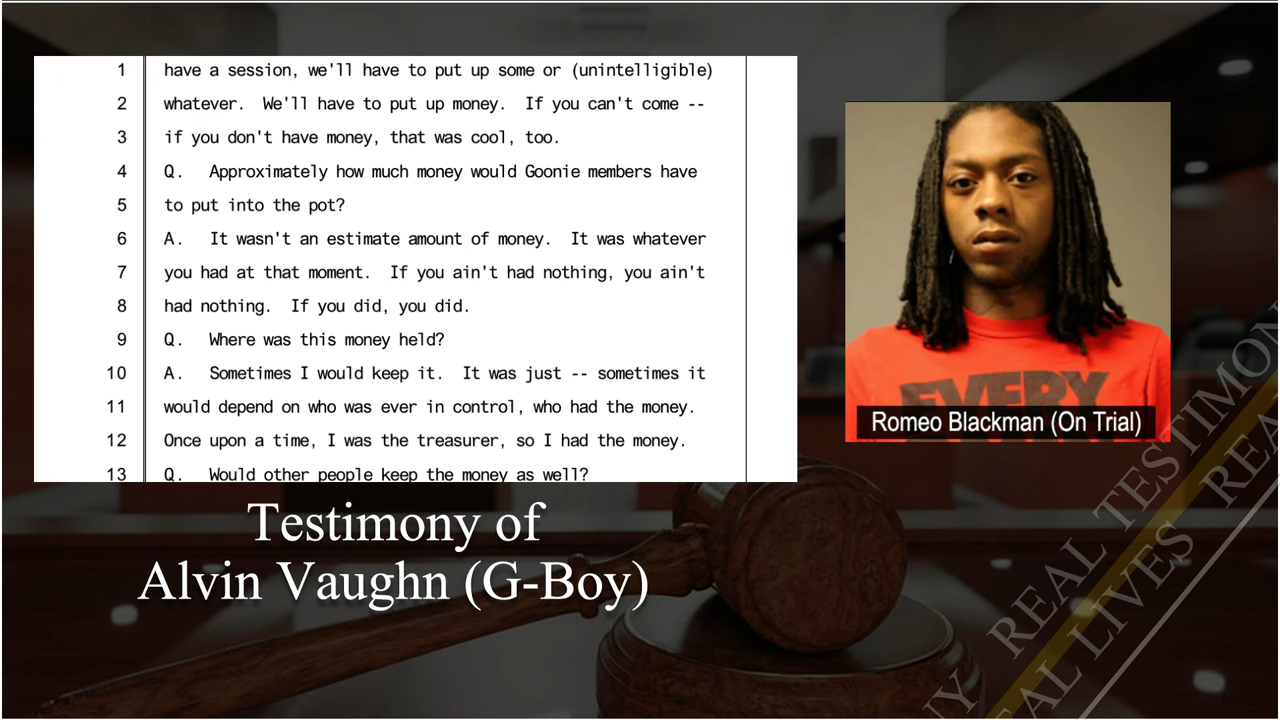 1 have a session, we'll have to put up some or (unintelligible)
2 whatever. We'll have to put up money. If you can't come --
3 if you don't have money, that was cool, too.
4 Q. Approximately how much money would Goonie members have
5 to put into the pot?
6 A. It wasn't an estimate amount of money. It was whatever
7 you had at that moment. If you ain't had nothing, you ain't
8 had nothing. If you did, you did.
9 Q. Where was this money held?
10 A. Sometimes I would keep it. It was just -- sometimes it
11 would depend on who was ever in control, who had the money.
12 Once upon a time, I was the treasurer, so I had the money.
13 Q. Would other people keep the money as well?
EVERY
Romeo Blackman (On Trial)
Testimony of
Alvin Vaughn (G-Boy)
REAL TESTIMON
NY REAL LIVES REA